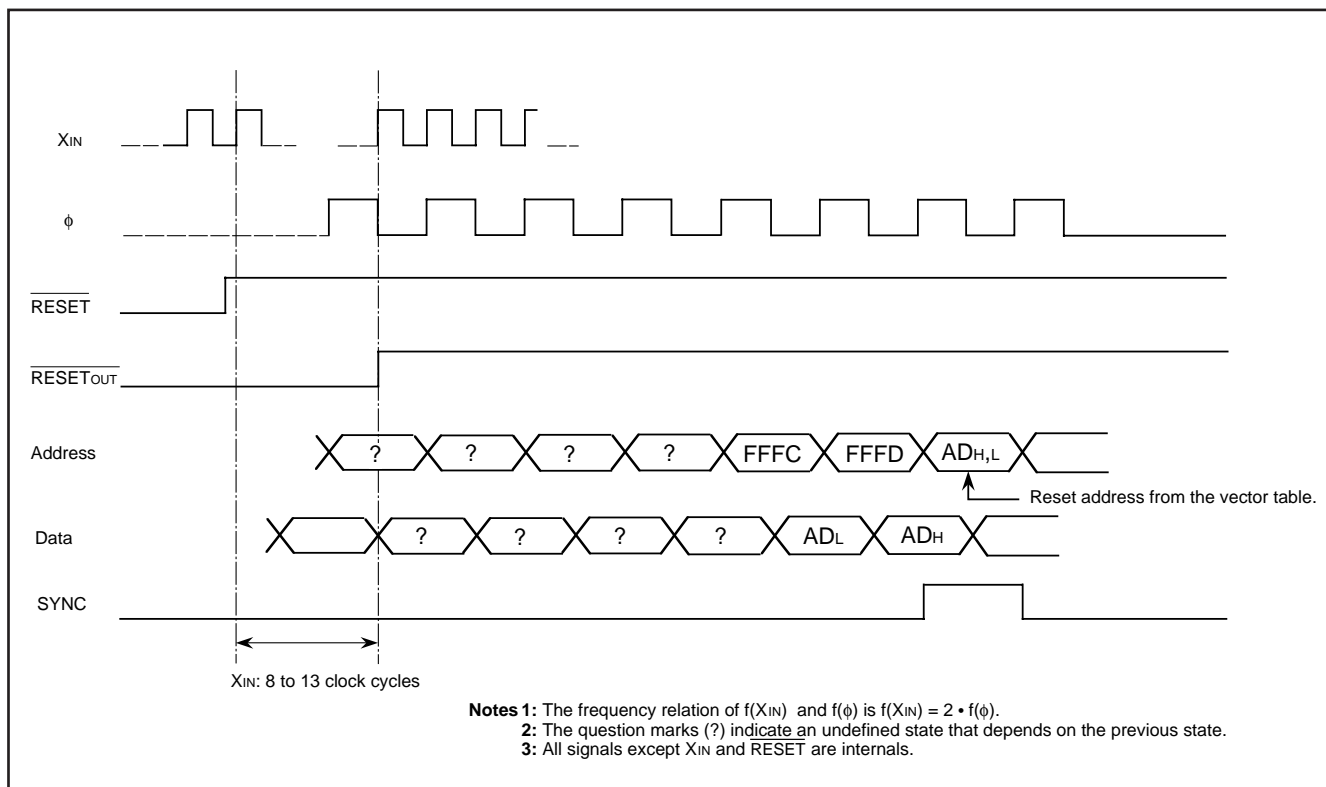 XIN
ϕ
RESET
RESETOUT
Address ? ? ? ? FFFC FFFD ADH,L
Reset address from the vector table.
Data ? ? ? ? ADL ADH
SYNC
XIN: 8 to 13 clock cycles
Notes 1: The frequency relation of f(XIN) and f(ϕ) is f(XIN) = 2 • f(ϕ).
2: The question marks (?) indicate an undefined state that depends on the previous state.
3: All signals except XIN and RESET are internals.